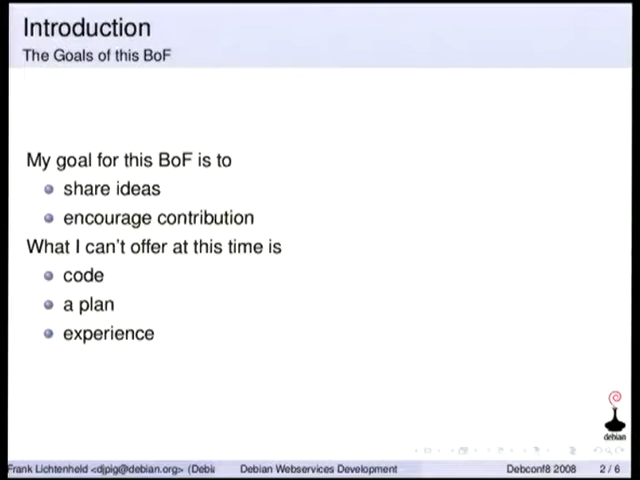 Introduction
The Goals of this BoF
My goal for this BoF is to
share ideas
encourage contribution
What I can't offer at this time is
code
a plan
experience
debian
Frank Lichtenheld <djpig@debian.org> (Debi Debian Webservices Development Debconf8 2008 2 / 6